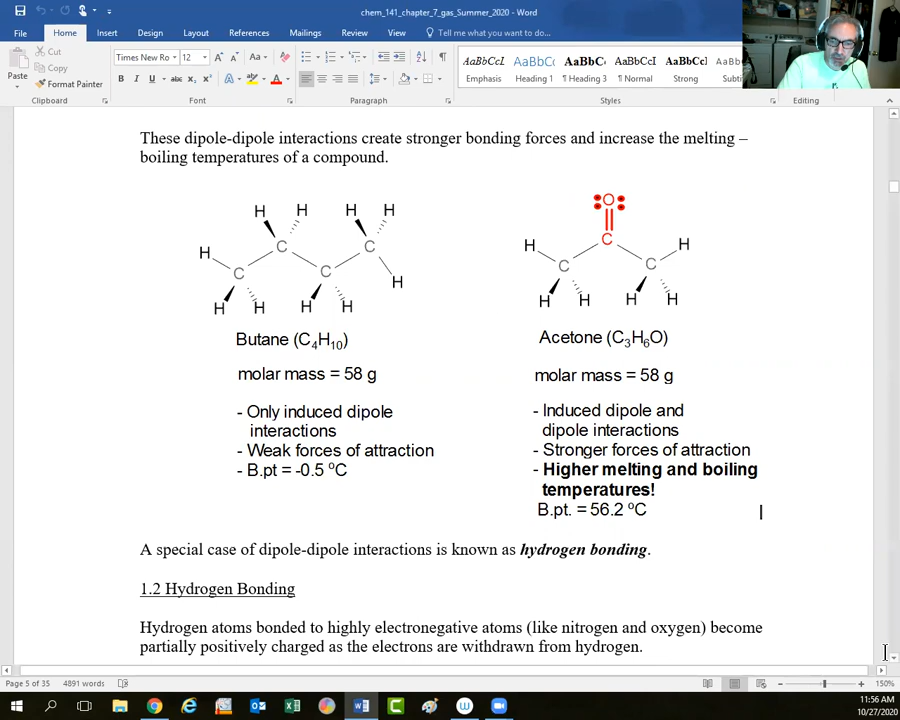 chem_141_chapter_7_gas_Summer_2020 - Word
File Home Insert Design Layout References Mailings Review View Tell me what you want to do...
Cut
Copy
Format Painter
Paste
Times New Ro 12
AaBbCcL AaBbCc AaBbC AaBbCcI AaBbCc AaBbC
Emphasis Heading 1 ¶ Heading 3 ¶ Normal Strong Subti
Clipboard Font Paragraph Styles Editing
These dipole-dipole interactions create stronger bonding forces and increase the melting –
boiling temperatures of a compound.
O
H H H H
C
H C C H H
C C H C C
H H H H H H H H H
Butane (C4H10) Acetone (C3H6O)
molar mass = 58 g molar mass = 58 g
- Only induced dipole - Induced dipole and
interactions dipole interactions
- Weak forces of attraction - Stronger forces of attraction
- B.pt = -0.5 ºC - Higher melting and boiling
temperatures!
B.pt. = 56.2 ºC
A special case of dipole-dipole interactions is known as hydrogen bonding.
1.2 Hydrogen Bonding
Hydrogen atoms bonded to highly electronegative atoms (like nitrogen and oxygen) become
partially positively charged as the electrons are withdrawn from hydrogen.
Page 5 of 35 4891 words 150%
11:56 AM
10/27/2020